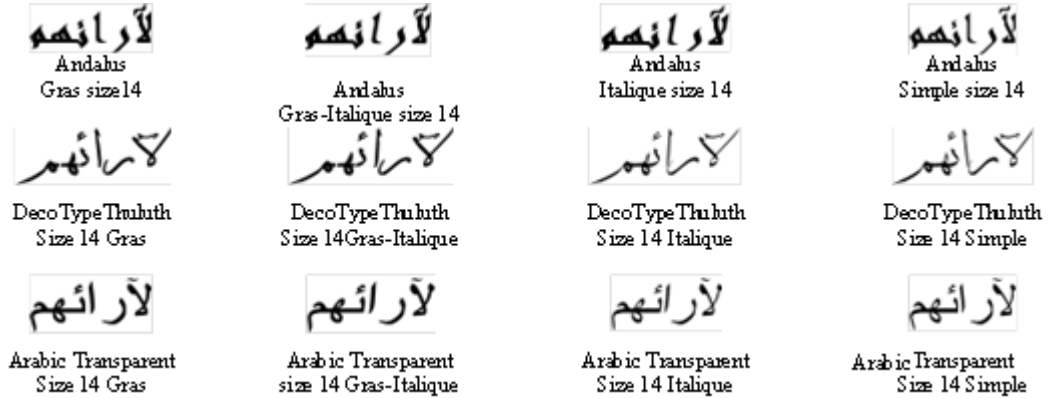 لآرائهم لآرائهم لآرائهم لآرائهم
Andalus Andalus Andalus
Gras size14 Andalus Italique size 14 Simple size 14
Gras-Italique size 14
لآرائهم لآرائهم لآرائهم لآرائهم
DecoTypeThuluth DecoTypeThuluth DecoTypeThuluth DecoTypeThuluth
Size 14 Gras Size 14Gras-Italique Size 14 Italique Size 14 Simple
لآرائهم لآرائهم لآرائهم لآرائهم
Arabic Transparent Arabic Transparent Arabic Transparent Arabic Transparent
Size 14 Gras size 14 Gras-Italique Size 14 Italique Size 14 Simple